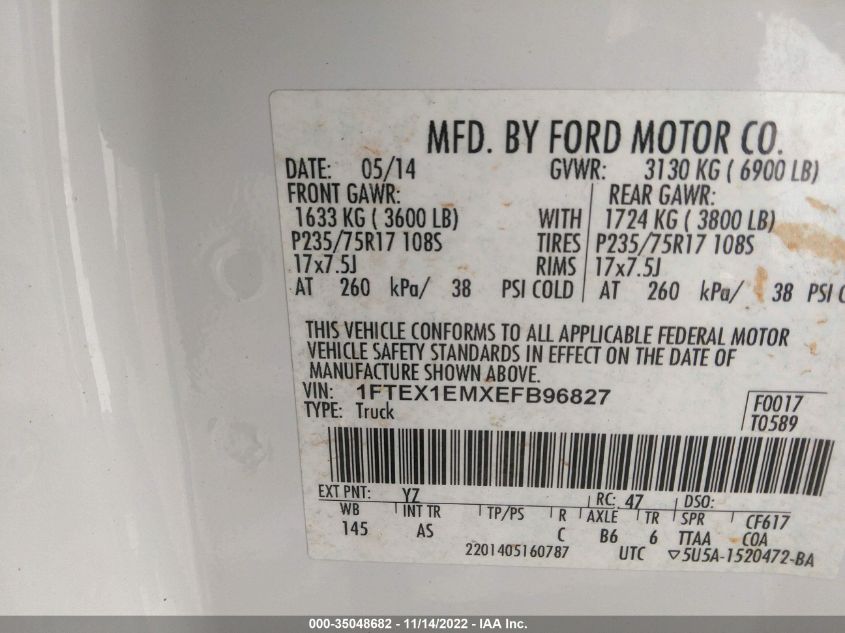 MFD. BY FORD MOTOR CO.
DATE: 05/14 GVWR: 3130 KG ( 6900 LB)
FRONT GAWR: REAR GAWR:
1633 KG ( 3600 LB) WITH 1724 KG ( 3800 LB)
P235/75R17 108S TIRES P235/75R17 108S
17x7.5J RIMS 17x7.5J
AT 260 kPa/ 38 PSI COLD AT 260 kPa/ 38 PSI
THIS VEHICLE CONFORMS TO ALL APPLICABLE FEDERAL MOTOR
VEHICLE SAFETY STANDARDS IN EFFECT ON THE DATE OF
MANUFACTURE SHOWN ABOVE.
VIN: 1FTEX1EMXEFB96827 F0017
TYPE: Truck T0589
EXT PNT: YZ RC: 47 DSO:
WB INT TR TP/PS R AXLE TR SPR CF617
145 AS C B6 6 TTAA COA
2201405160787 UTC ▽5U5A-1520472-BA
000-35048682 - 11/14/2022 - IAA Inc.